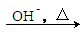 OH⁻, △